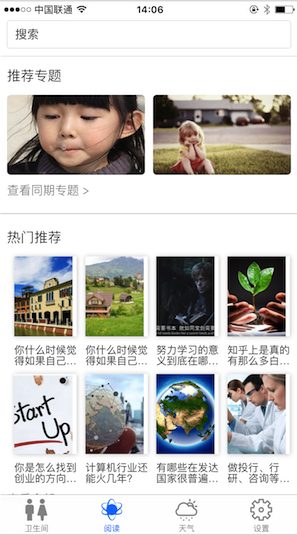 中国联通
14:06
搜索
推荐专题
查看同期专题 >
热门推荐
你什么时候觉
得如果自己...
你什么时候觉
得如果自己...
努力学习的意
义到底在哪...
知乎上是真的
有那么多白...
Start
Up
你是怎么找到
创业的方向...
计算机行业还
能火几年?
有哪些在发达
国家很普遍...
做投行、行
研、咨询等...
卫生间
阅读
天气
设置